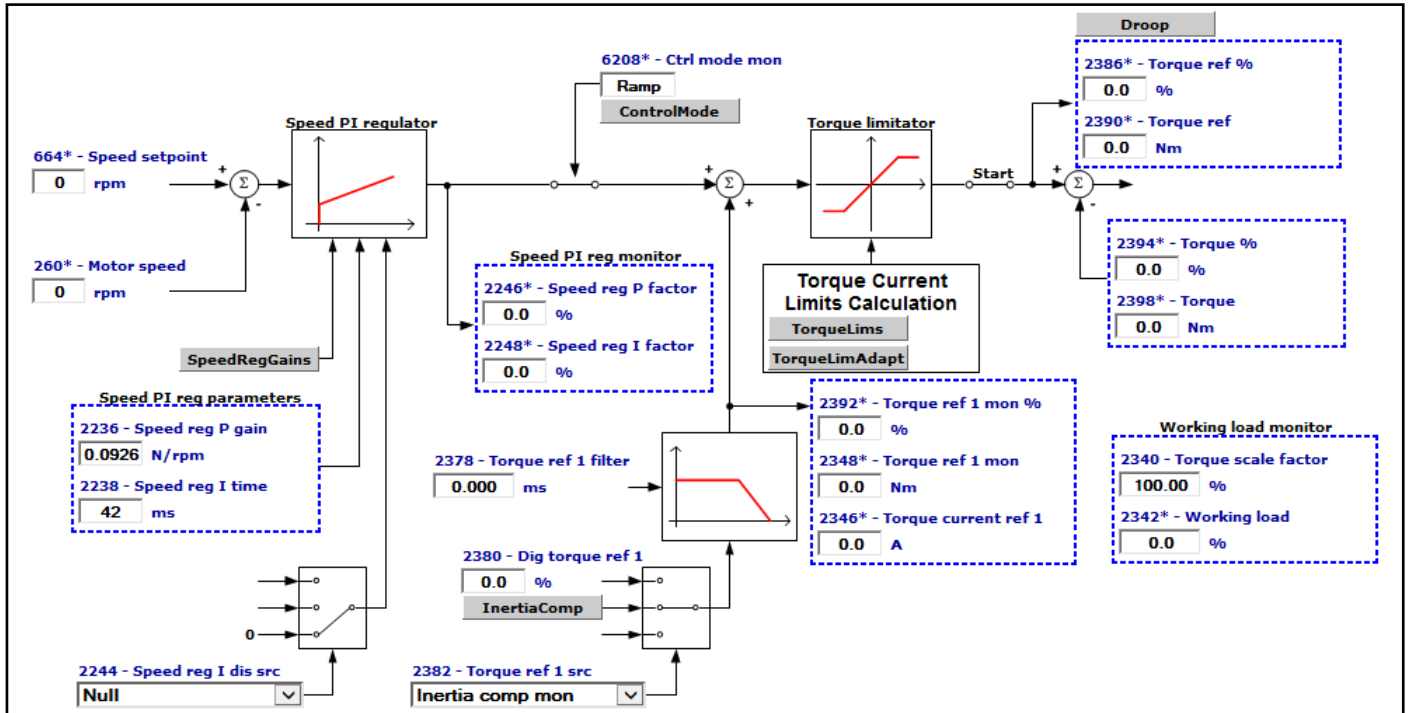 Droop
6208* - Ctrl mode mon
Ramp
ControlMode
2386* - Torque ref %
0.0 %
2390* - Torque ref
0.0 Nm
Speed PI regulator
Torque limitator
664* - Speed setpoint
0 rpm
+
Σ
-
+
Σ
+
Start
+
Σ
-
260* - Motor speed
0 rpm
Speed PI reg monitor
2246* - Speed reg P factor
0.0 %
2248* - Speed reg I factor
0.0 %
Torque Current
Limits Calculation
TorqueLims
TorqueLimAdapt
2394* - Torque %
0.0 %
2398* - Torque
0.0 Nm
SpeedRegGains
Speed PI reg parameters
2236 - Speed reg P gain
0.0926 N/rpm
2238 - Speed reg I time
42 ms
2378 - Torque ref 1 filter
0.000 ms
2392* - Torque ref 1 mon %
0.0 %
2348* - Torque ref 1 mon
0.0 Nm
2346* - Torque current ref 1
0.0 A
Working load monitor
2340 - Torque scale factor
100.00 %
2342* - Working load
0.0 %
2380 - Dig torque ref 1
0.0 %
InertiaComp
0
2244 - Speed reg I dis src
Null
2382 - Torque ref 1 src
Inertia comp mon